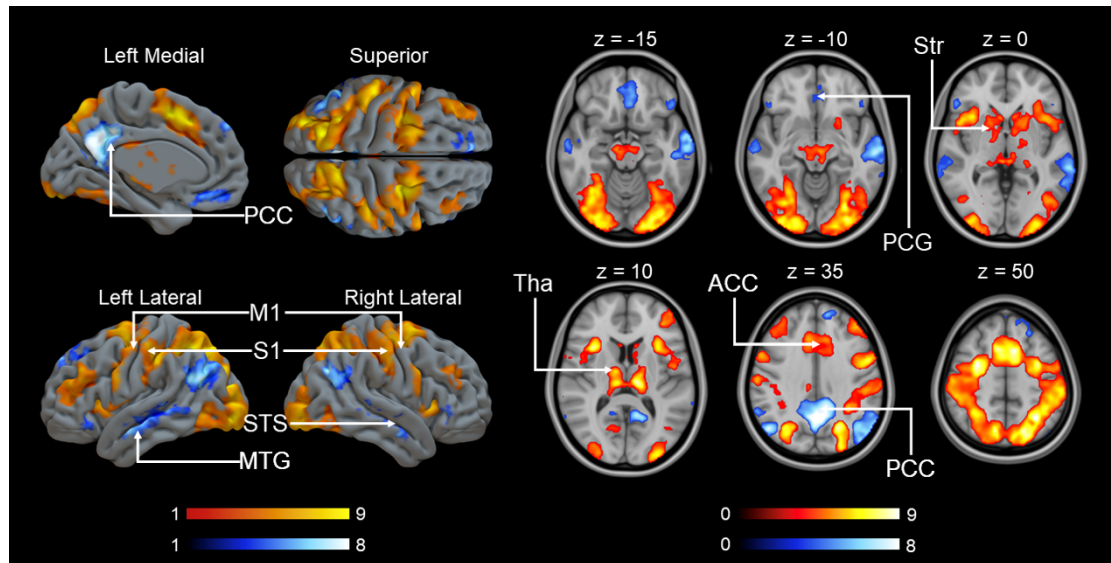 Left Medial
Superior
PCC
Left Lateral
Right Lateral
M1
S1
STS
MTG
1
9
1
8
z = -15
z = -10
Str
z = 0
PCG
Tha
z = 10
ACC
z = 35
z = 50
PCC
0
9
0
8